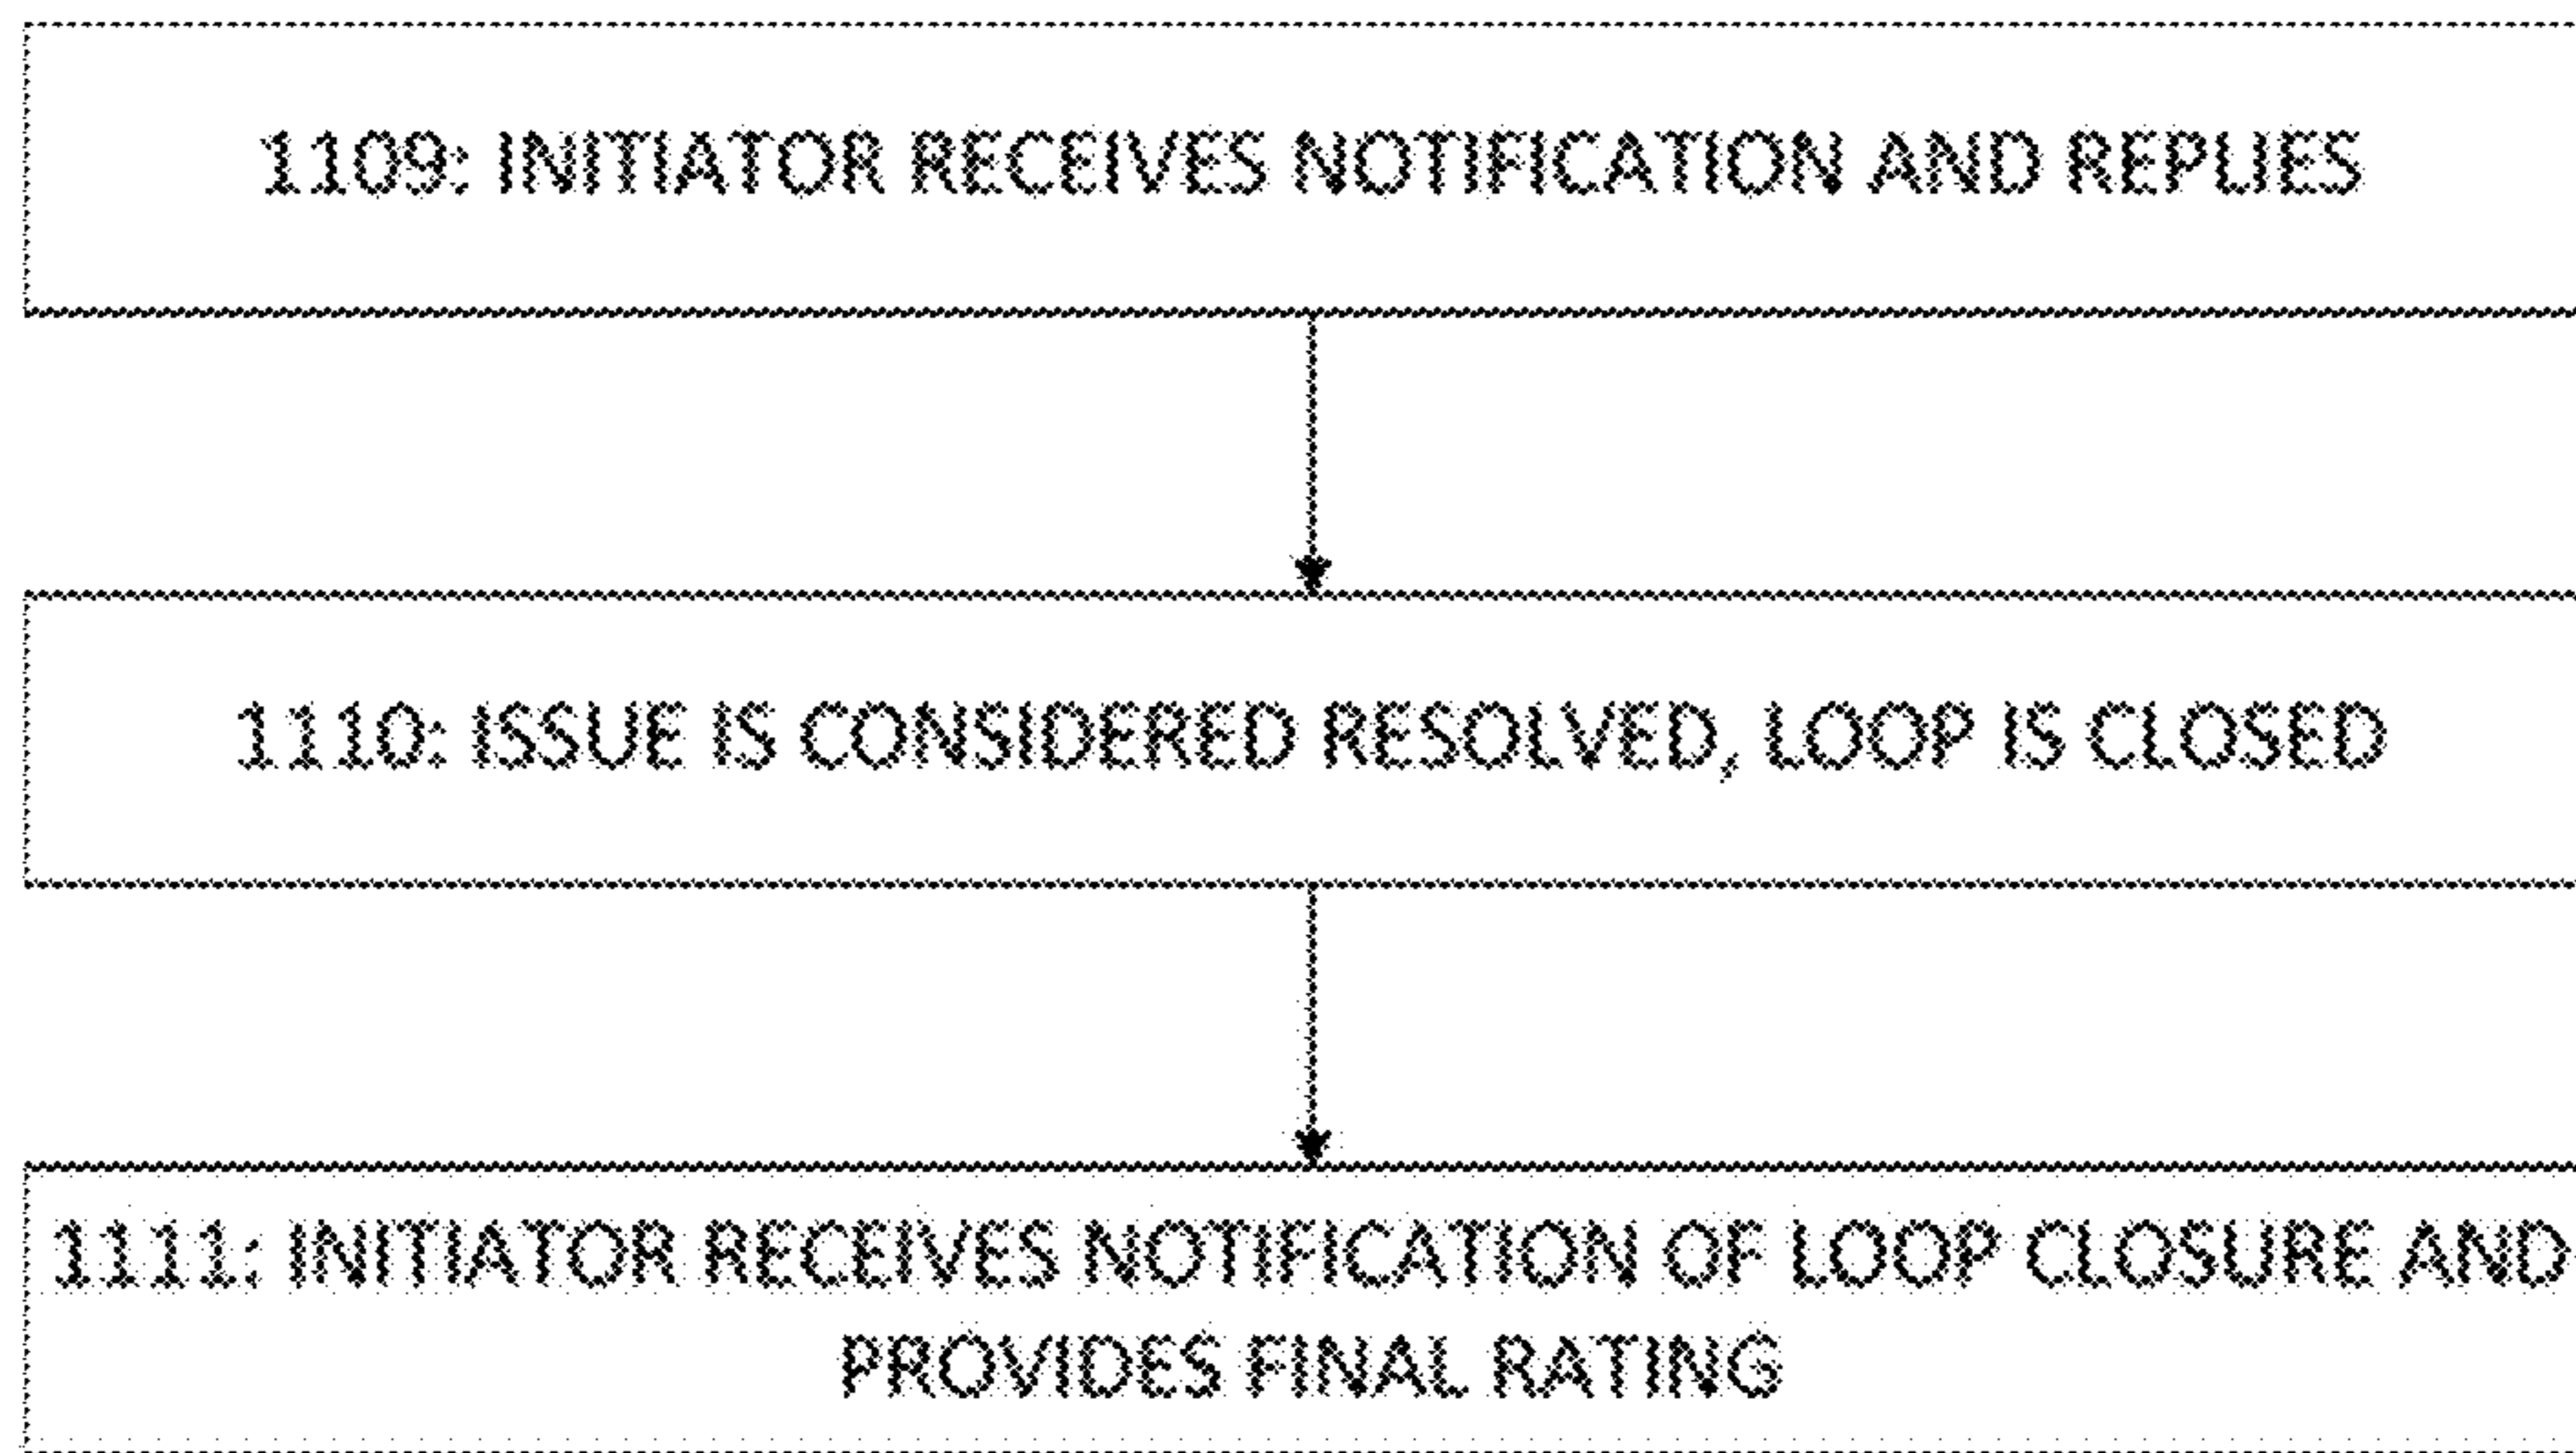 1109: INITIATOR RECEIVES NOTIFICATION AND REPLIES
1110: ISSUE IS CONSIDERED RESOLVED, LOOP IS CLOSED
1111: INITIATOR RECEIVES NOTIFICATION OF LOOP CLOSURE AND
PROVIDES FINAL RATING